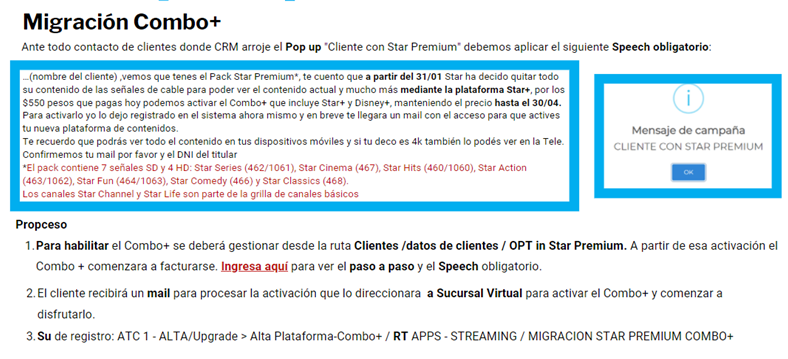 Migración Combo+
Ante todo contacto de clientes donde CRM arroje el Pop up "Cliente con Star Premium" debemos aplicar el siguiente Speech obligatorio:
...(nombre del cliente) ,vemos que tenes el Pack Star Premium*, te cuento que a partir del 31/01 Star ha decido quitar todo
su contenido de las señales de cable para poder ver el contenido actual y mucho más mediante la plataforma Star+, por los
$550 pesos que pagas hoy podemos activar el Combo+ que incluye Star+ y Disney+, manteniendo el precio hasta el 30/04.
Para activarlo yo lo dejo registrado en el sistema ahora mismo y en breve te llegara un mail con el acceso para que actives
tu nueva plataforma de contenidos.
Te recuerdo que podrás ver todo el contenido en tus dispositivos móviles y si tu deco es 4k también lo podés ver en la Tele.
Confirmemos tu mail por favor y el DNI del titular
*El pack contiene 7 señales SD y 4 HD: Star Series (462/1061), Star Cinema (467), Star Hits (460/1060), Star Action
(463/1062), Star Fun (464/1063), Star Comedy (466) y Star Classics (468).
Los canales Star Channel y Star Life son parte de la grilla de canales básicos
Mensaje de campaña
CLIENTE CON STAR PREMIUM
OK
Propceso
1. Para habilitar el Combo+ se deberá gestionar desde la ruta Clientes /datos de clientes / OPT in Star Premium. A partir de esa activación el
Combo + comenzara a facturarse. Ingresa aquí para ver el paso a paso y el Speech obligatorio.
2. El cliente recibirá un mail para procesar la activación que lo direccionara a Sucursal Virtual para activar el Combo+ y comenzar a
disfrutarlo.
3. Su de registro: ATC 1 - ALTA/Upgrade > Alta Plataforma-Combo+ / RT APPS - STREAMING / MIGRACION STAR PREMIUM COMBO+